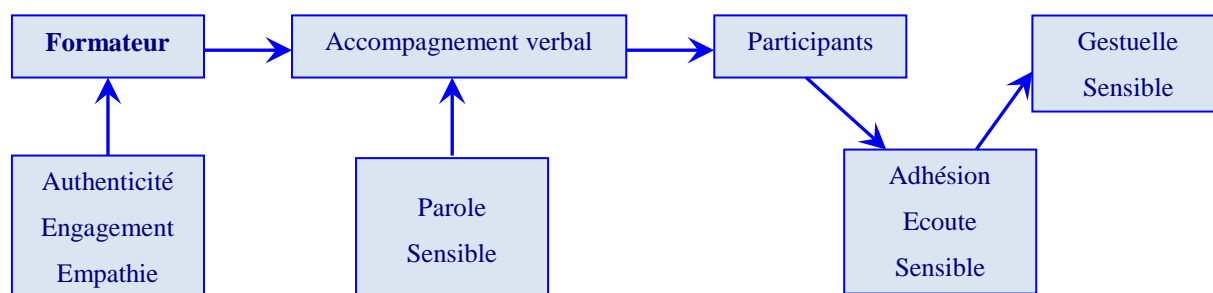 Formateur
Accompagnement verbal
Participants
Gestuelle
Sensible
Authenticité
Engagement
Empathie
Parole
Sensible
Adhésion
Ecoute
Sensible